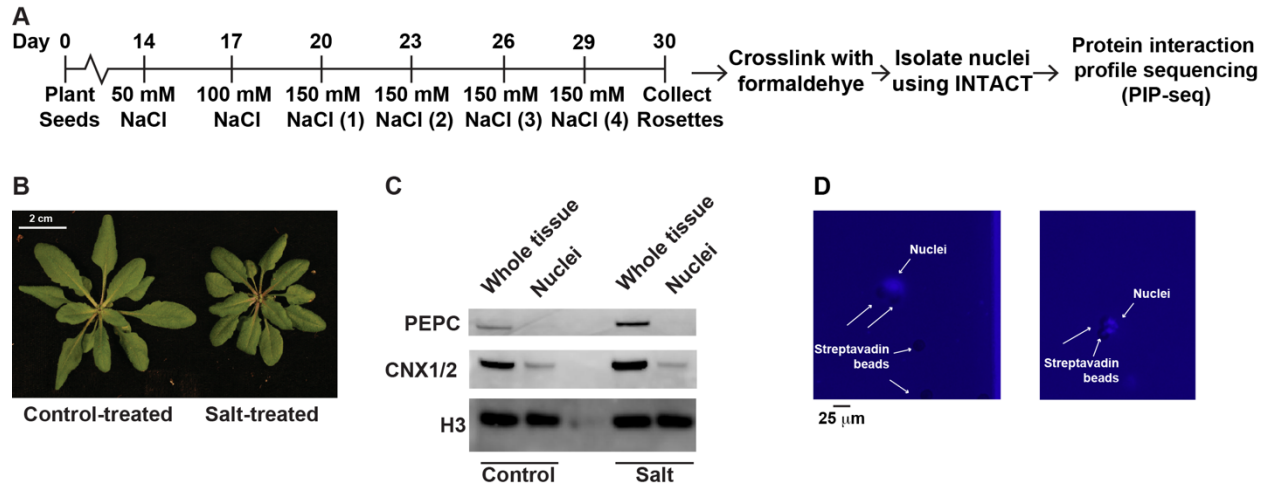 A
Day 0 14 17 20 23 26 29 30
Plant 50 mM 100 mM 150 mM 150 mM 150 mM 150 mM Collect
Seeds NaCl NaCl NaCl (1) NaCl (2) NaCl (3) NaCl (4) Rosettes
Crosslink with
formaldehye
Isolate nuclei
using INTACT
Protein interaction
profile sequencing
(PIP-seq)
B
2 cm
Control-treated Salt-treated
C
Whole tissue
Nuclei
Whole tissue
Nuclei
PEPC
CNX1/2
H3
Control Salt
D
Nuclei
Streptavadin
beads
25 μm
Nuclei
Streptavadin
beads